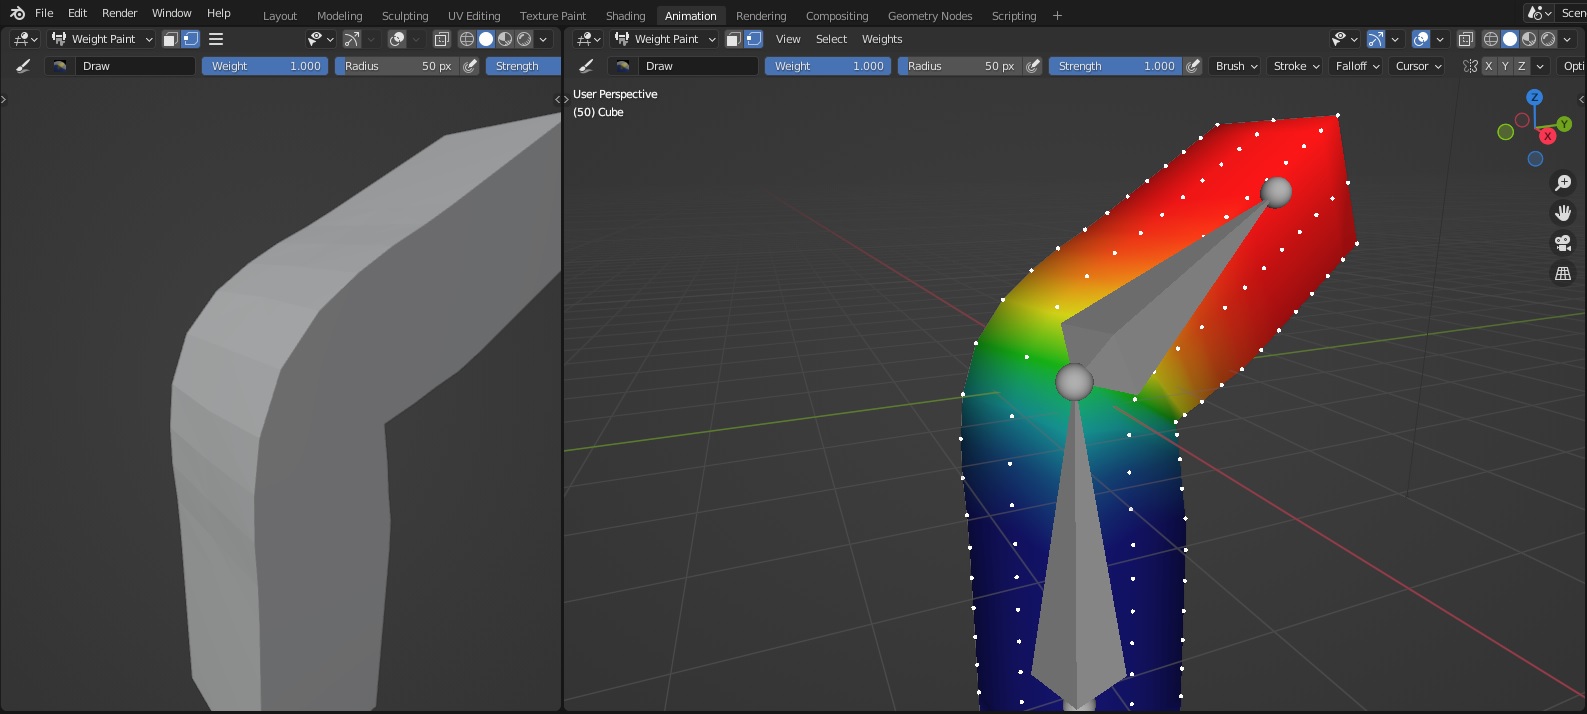 File Edit Render Window Help Layout Modeling Sculpting UV Editing Texture Paint Shading Animation Rendering Compositing Geometry Nodes Scripting + Scen
Weight Paint
Weight Paint View Select Weights
Draw Weight 1.000 Radius 50 px Strength
Draw Weight 1.000 Radius 50 px Strength 1.000 Brush Stroke Falloff Cursor X Y Z Opti
User Perspective
(50) Cube
Z
Y
X